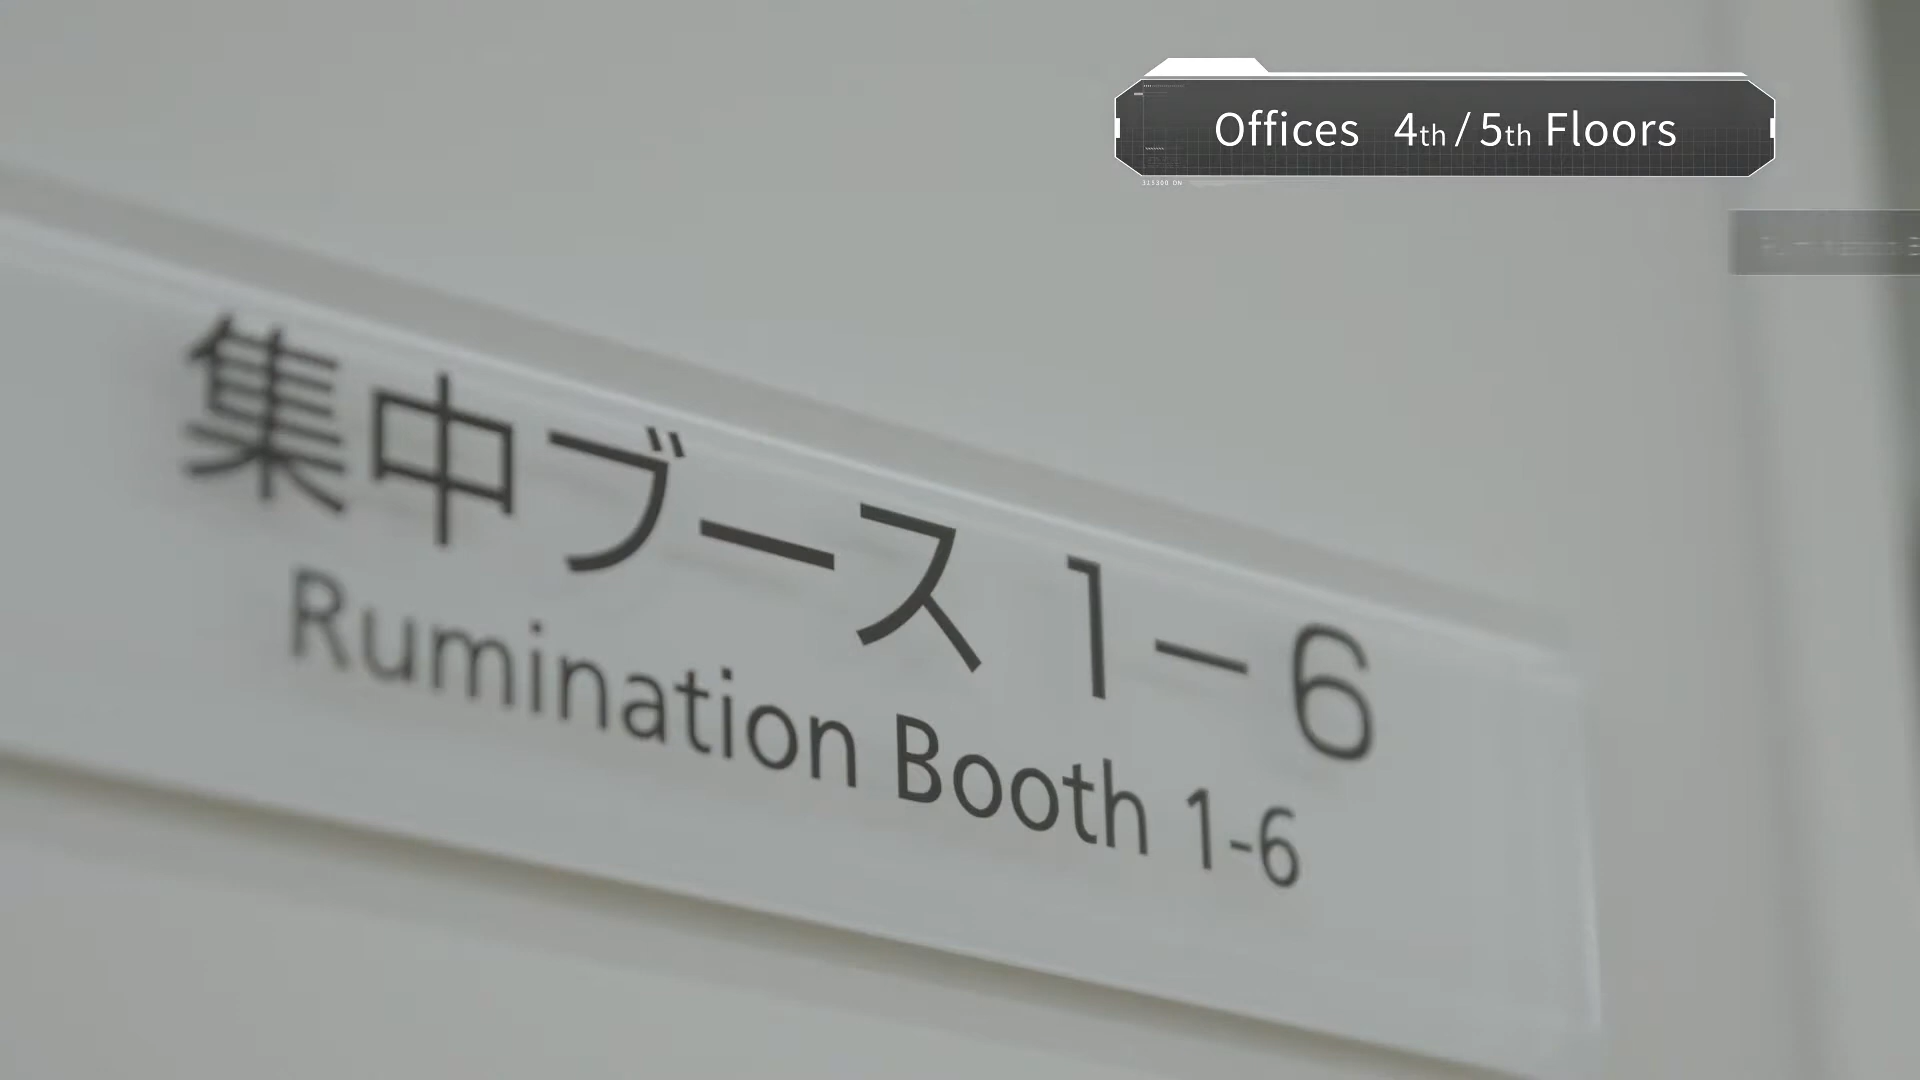 Offices 4th / 5th Floors
集中ブース 1－6
Rumination Booth 1-6